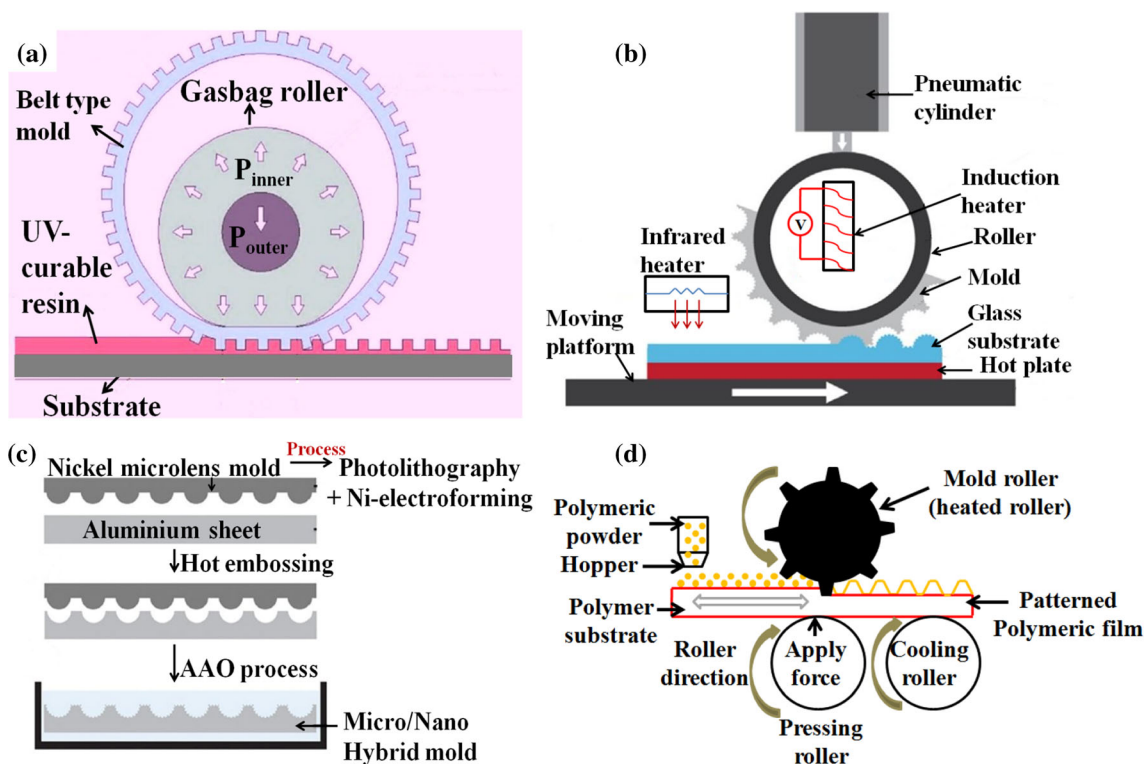 (a)
Gasbag roller
Belt type
mold
P inner
P outer
UV-
curable
resin
Substrate
(b)
Pneumatic
cylinder
Induction
heater
V
Infrared
heater
Roller
Mold
Moving
platform
Glass
substrate
Hot plate
(c)
Nickel microlens mold
Process
Photolithography
+ Ni-electroforming
Aluminium sheet
Hot embossing
AAO process
Micro/Nano
Hybrid mold
(d)
Mold roller
(heated roller)
Polymeric
powder
Hopper
Polymer
substrate
Patterned
Polymeric film
Roller
direction
Apply
force
Cooling
roller
Pressing
roller